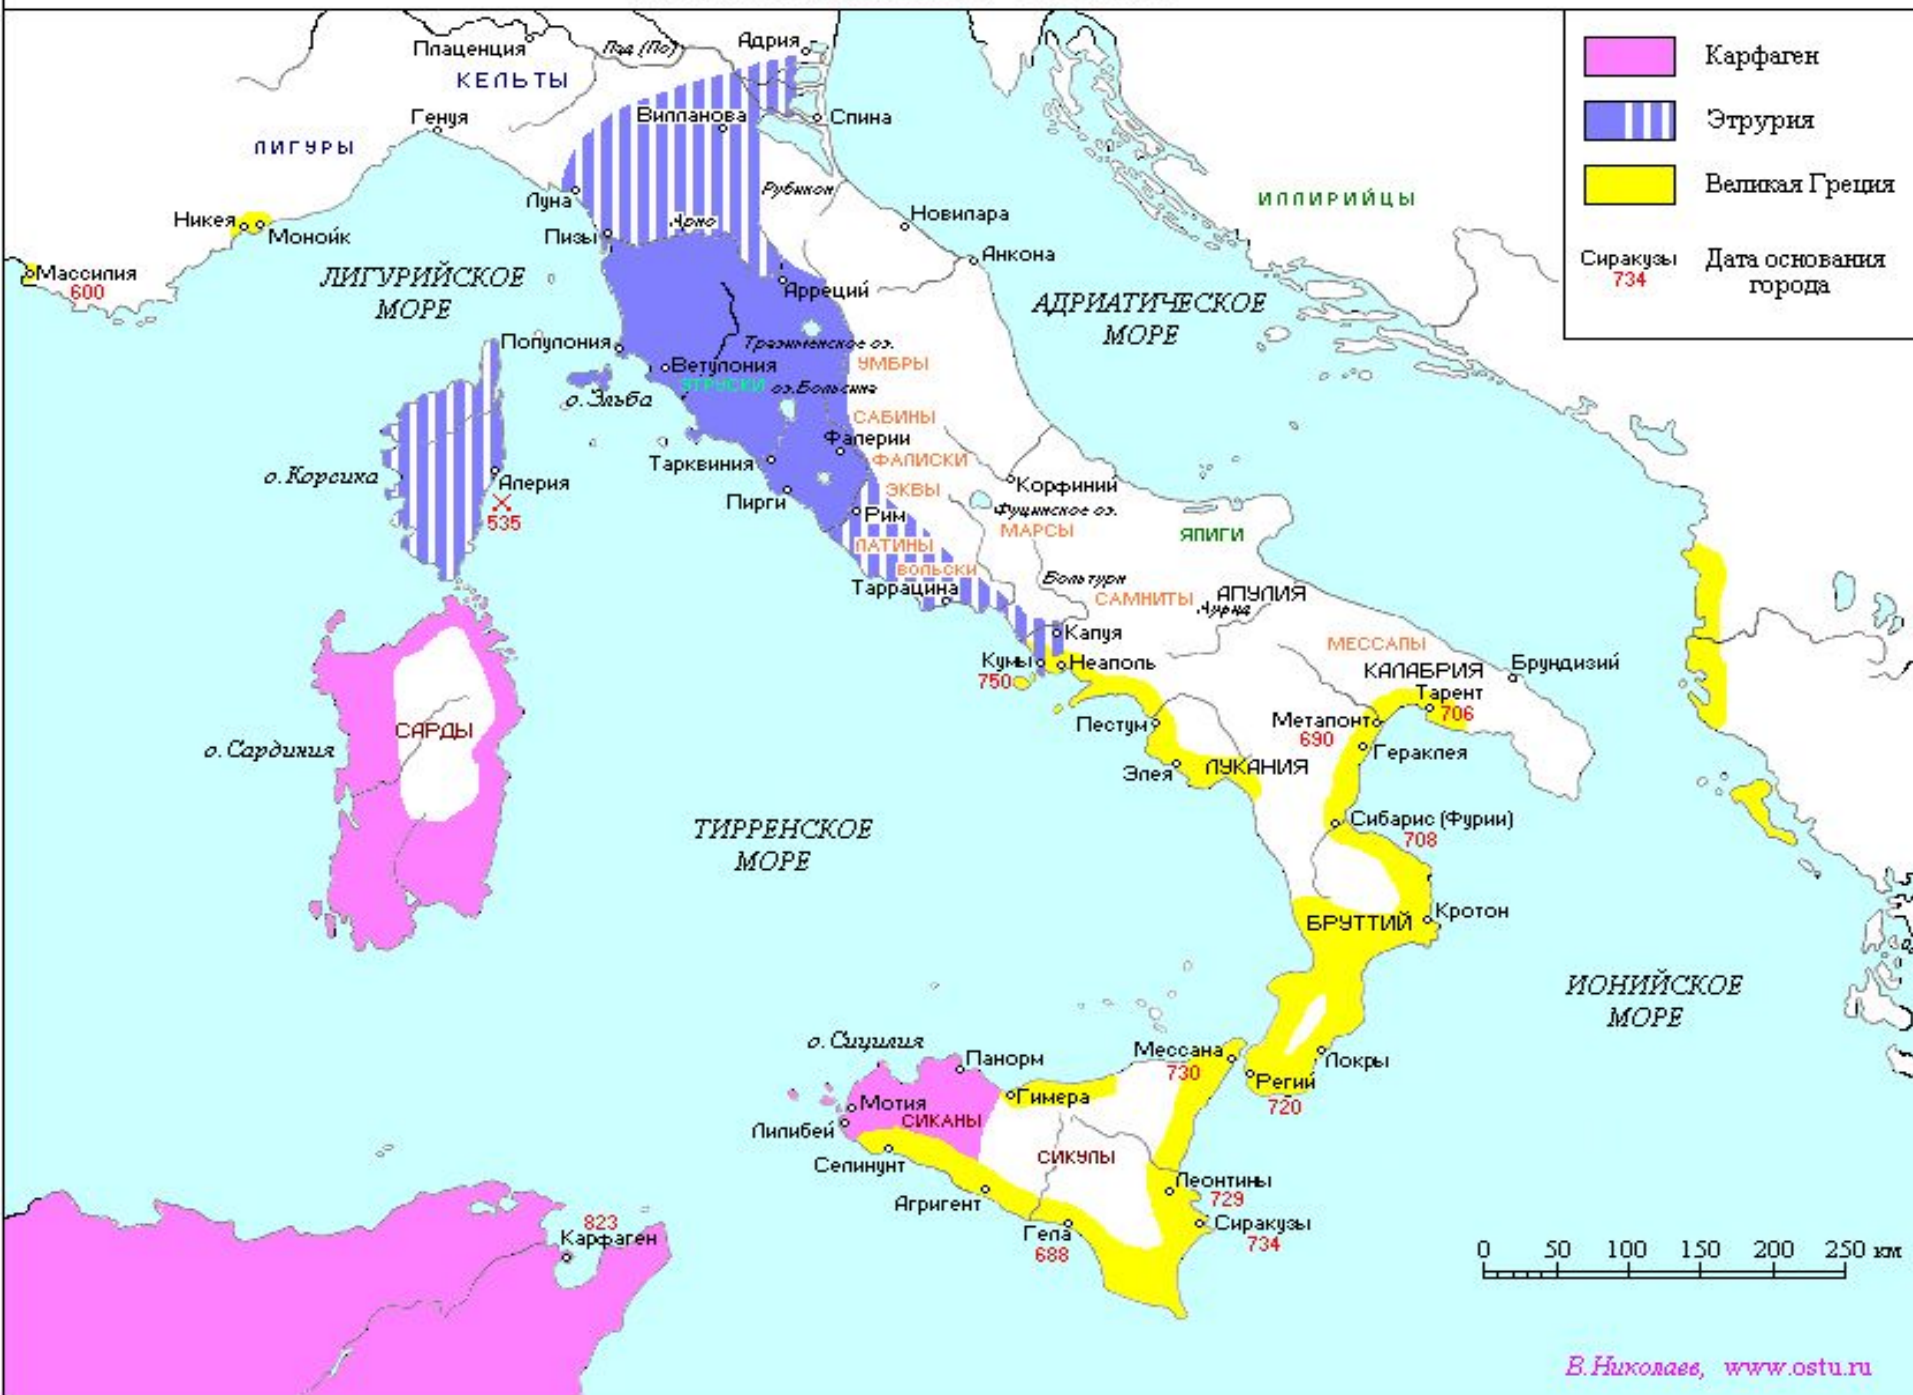 Карфаген
Этрурия
Великая Греция
Сиракузы
734
Дата основания
города
Плаценция
Пад (По)
Адрия
КЕЛЬТЫ
Генуя
Вилланова
Спина
ЛИГУРЫ
Рубикон
Луна
Арно
Новилара
ИЛЛИРИЙЦЫ
Никея
Монойк
Пизы
Анкона
Массилия
600
ЛИГУРИЙСКОЕ
МОРЕ
Арреций
АДРИАТИЧЕСКОЕ
МОРЕ
Популония
Тразименское оз.
Ветулония
УМБРЫ
ЭТРУСКИ
оз.Больсина
о.Эльба
САБИНЫ
Фалерии
Тарквиния
ФАЛИСКИ
о.Корсика
Алерия
535
Пирги
ЭКВЫ
Корфиний
Фуцинское оз.
Рим
МАРСЫ
ЯПИГИ
ЛАТИНЫ
ВОЛЬСКИ
Таррацина
Вольтурн
САМНИТЫ
АПУЛИЯ
Капуя
МЕССАПЫ
Кумы
750
Неаполь
КАЛАБРИЯ
Брундизий
Тарент
706
Пестум
Метапонт
690
САРДЫ
о.Сардиния
Гераклея
Элея
ЛУКАНИЯ
Сибарис (Фурии)
708
ТИРРЕНСКОЕ
МОРЕ
БРУТТИЙ
Кротон
ИОНИЙСКОЕ
МОРЕ
о.Сицилия
Панорм
Мессана
730
Локры
Регий
720
Гимера
Мотия
СИКАНЫ
Лилибей
Селинунт
СИКУЛЫ
Леонтины
729
Агригент
Гела
688
Сиракузы
734
823
Карфаген
0 50 100 150 200 250 км
В.Николаев, www.ostu.ru